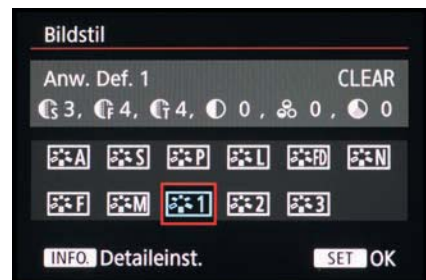 Bildstil
Anw. Def. 1 CLEAR
S 3, F 4, T 4, 0, 0, 0
A S P L FD N
F M 1 2 3
INFO. Detaileinst. SET OK